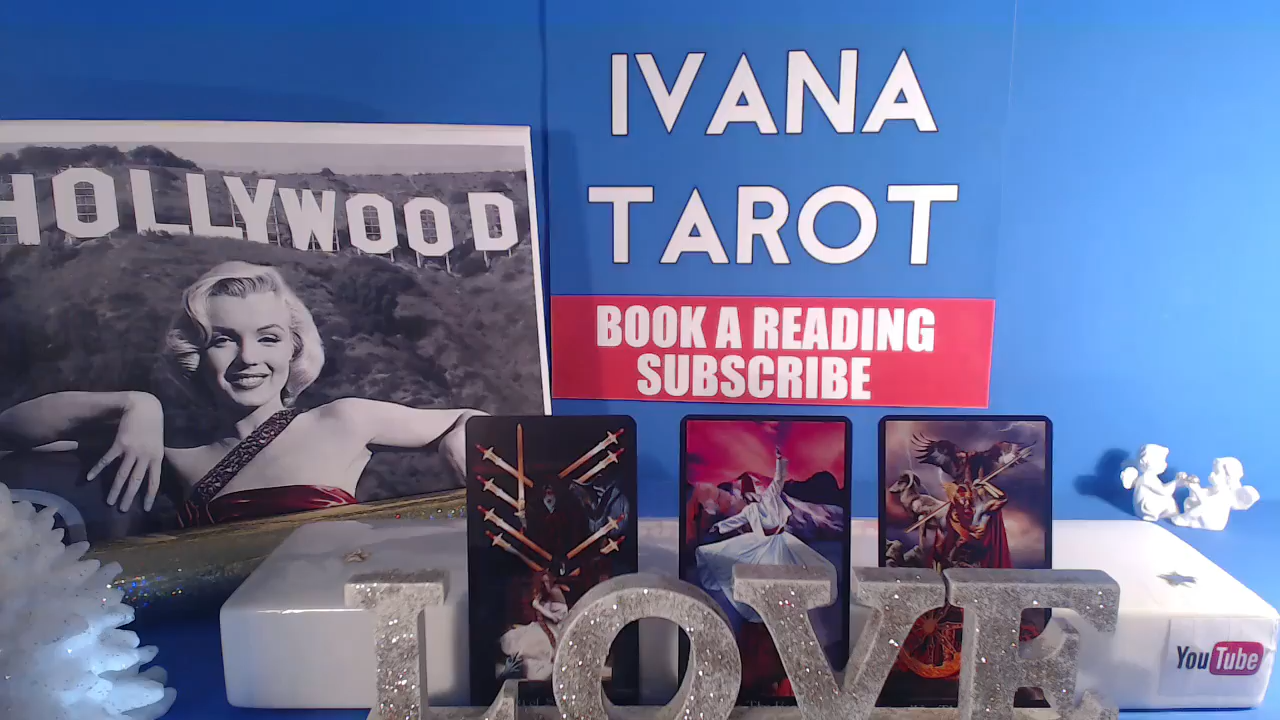 IVANA
TAROT
HOLLYWOOD
BOOK A READING
SUBSCRIBE
LOVE
YouTube